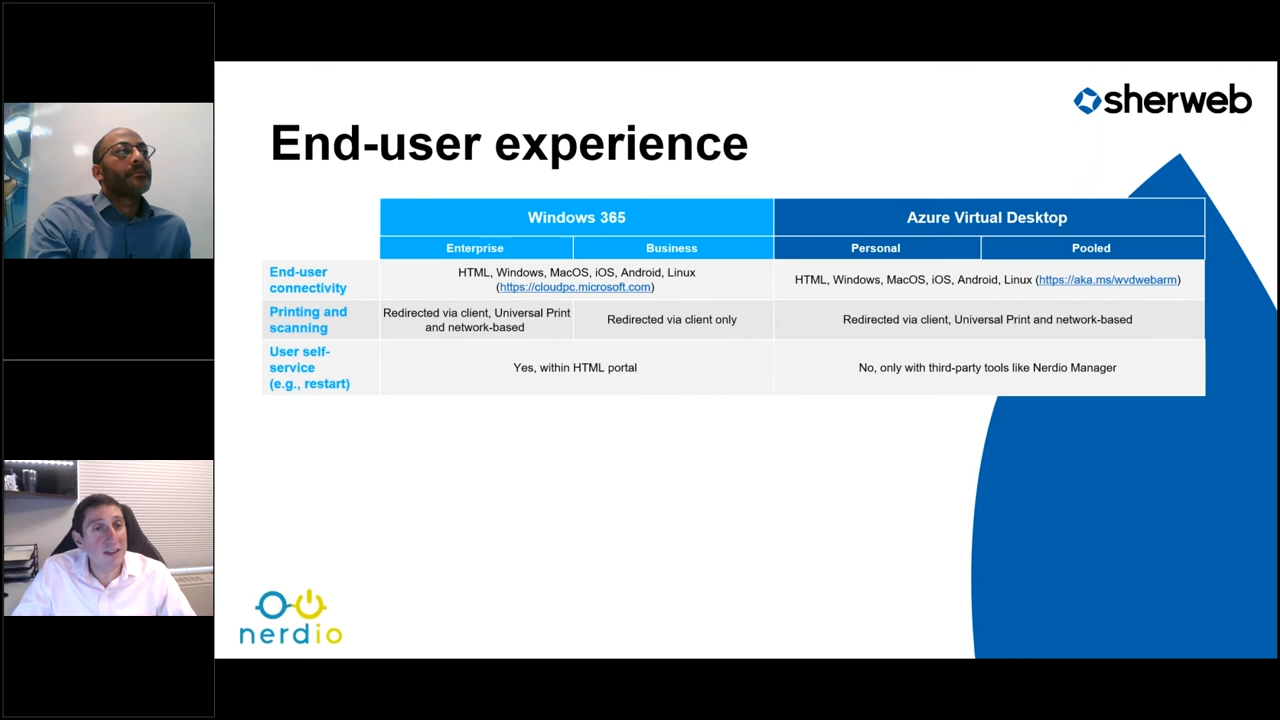 sherweb
End-user experience
Windows 365
Azure Virtual Desktop
Enterprise
Business
Personal
Pooled
End-user
connectivity
HTML, Windows, MacOS, iOS, Android, Linux
(https://cloudpc.microsoft.com)
HTML, Windows, MacOS, iOS, Android, Linux (https://aka.ms/wvdwebarm)
Printing and
scanning
Redirected via client, Universal Print
and network-based
Redirected via client only
Redirected via client, Universal Print and network-based
User self-
service
(e.g., restart)
Yes, within HTML portal
No, only with third-party tools like Nerdio Manager
nerdio